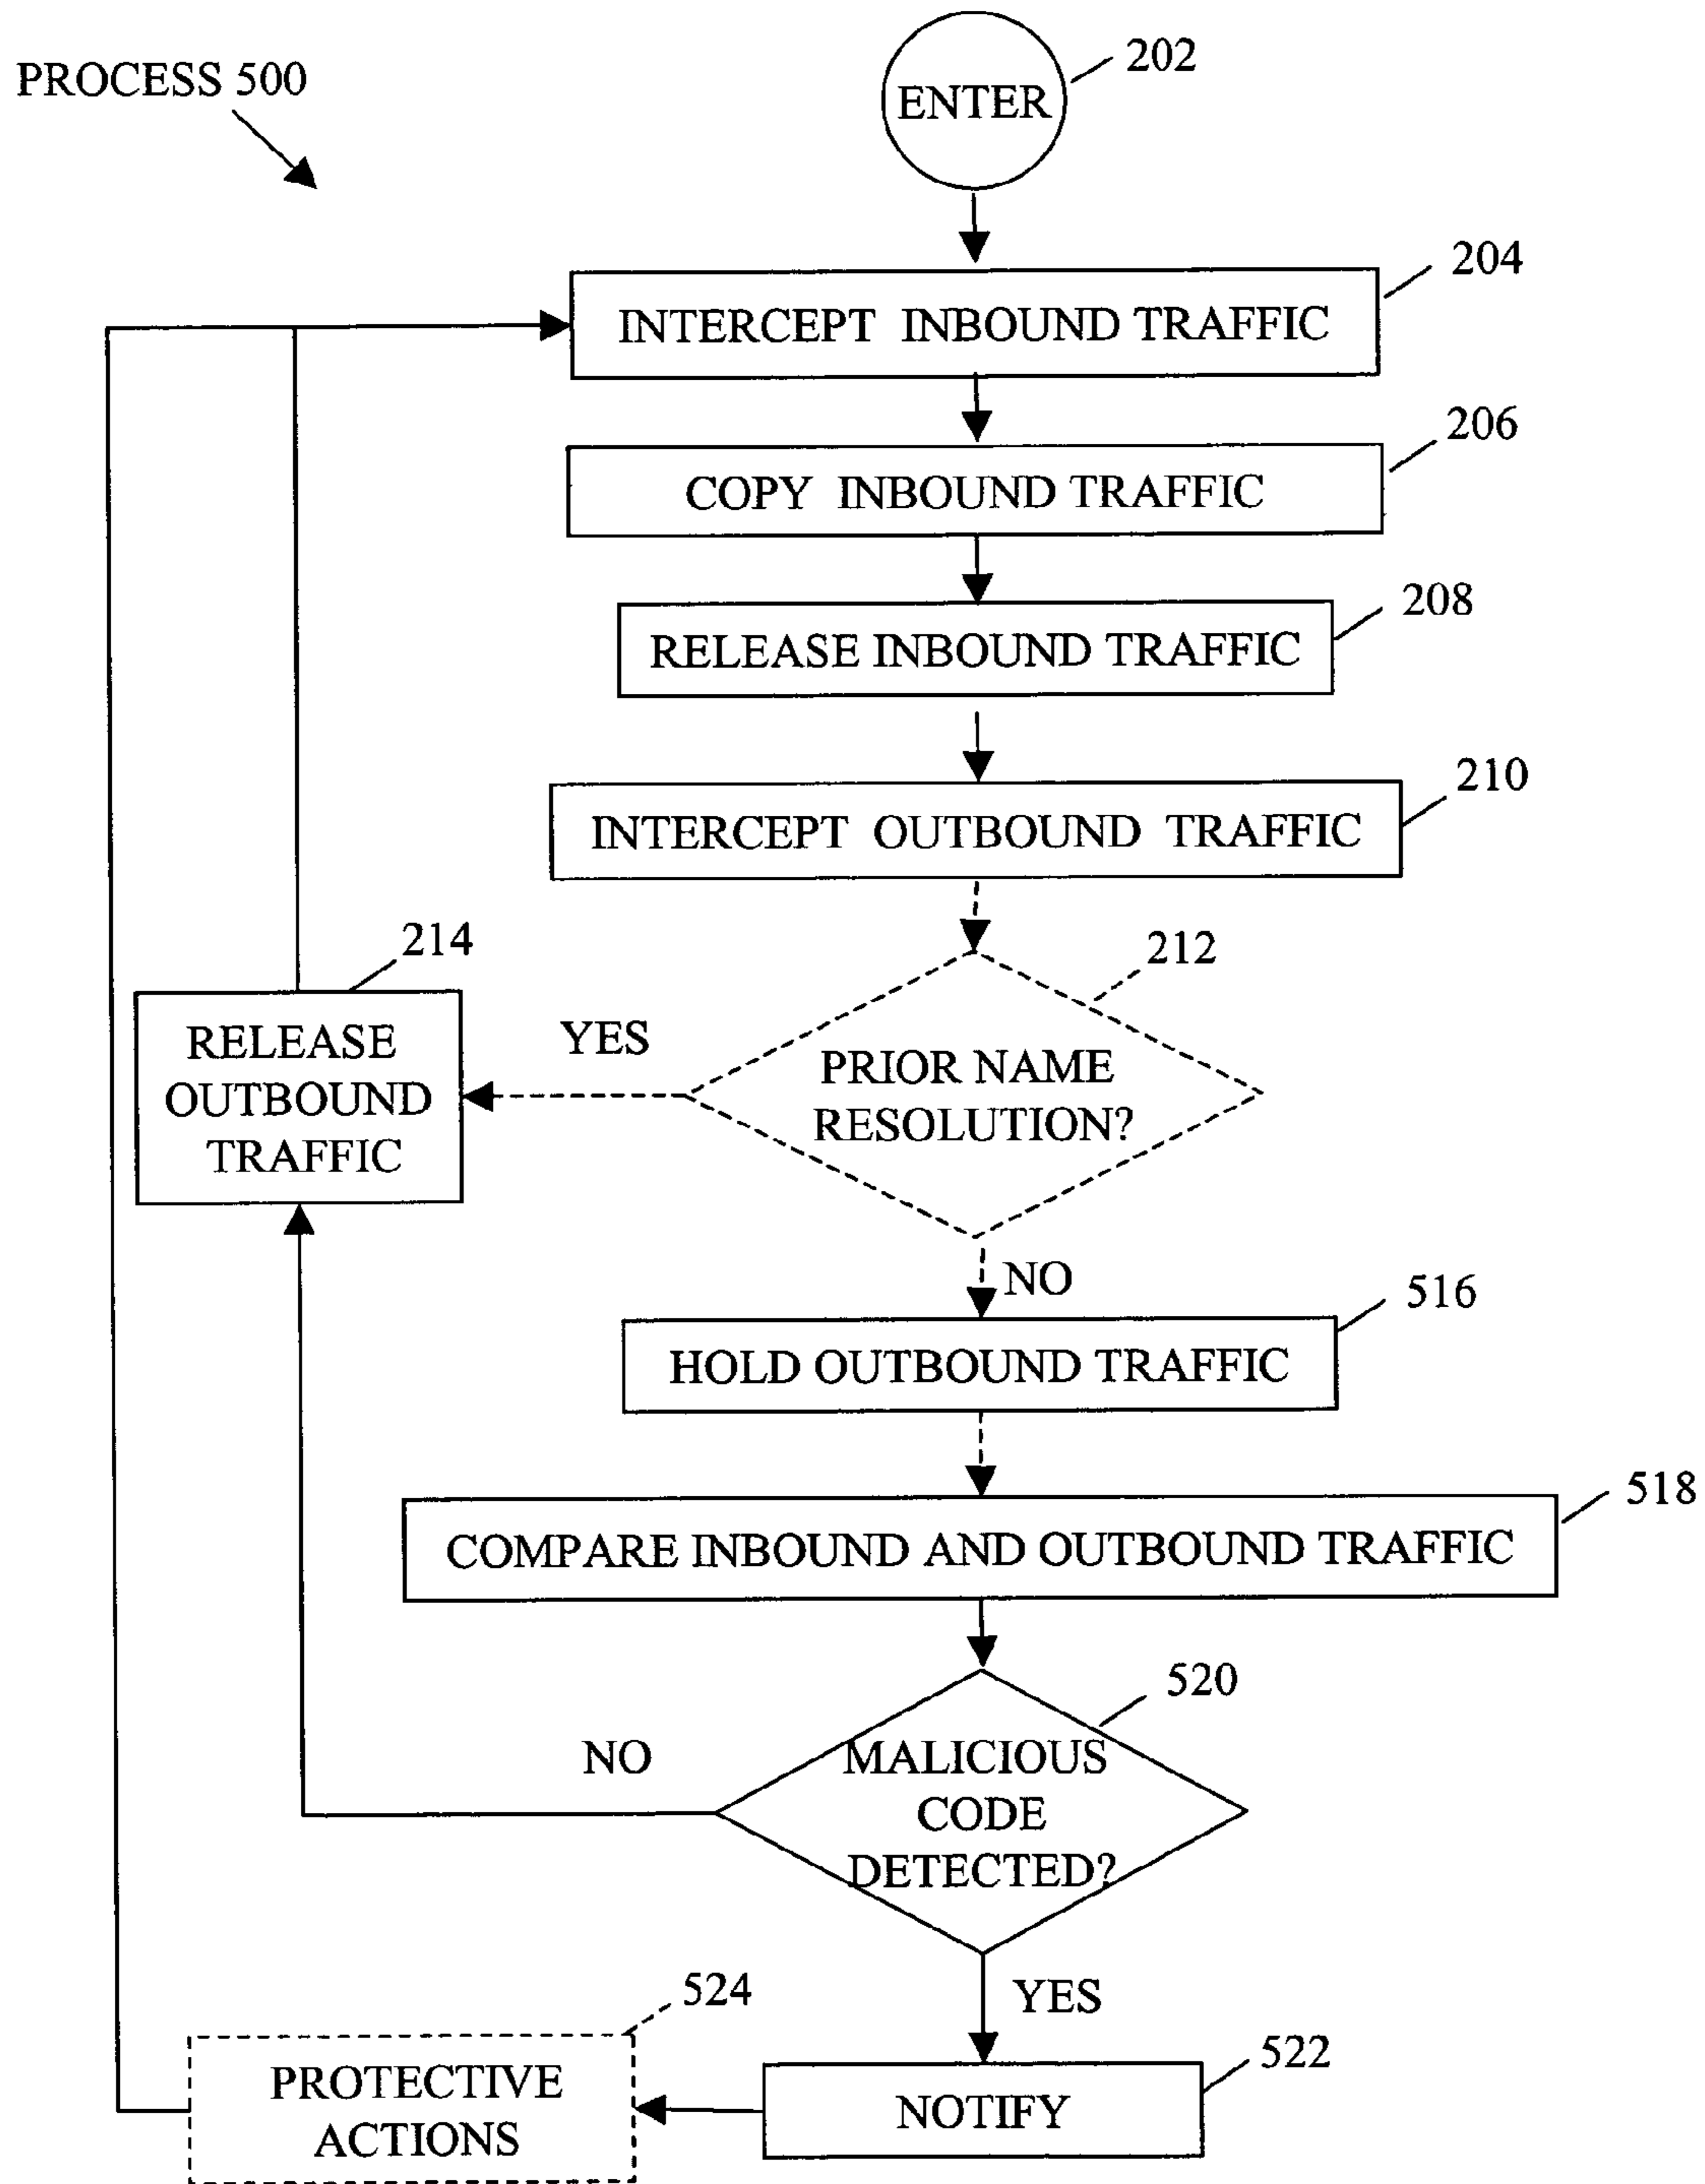 202
PROCESS 500
ENTER
204
INTERCEPT INBOUND TRAFFIC
206
COPY INBOUND TRAFFIC
208
RELEASE INBOUND TRAFFIC
210
INTERCEPT OUTBOUND TRAFFIC
214
212
RELEASE
OUTBOUND
TRAFFIC
YES
PRIOR NAME
RESOLUTION?
NO
516
HOLD OUTBOUND TRAFFIC
518
COMPARE INBOUND AND OUTBOUND TRAFFIC
520
NO
MALICIOUS
CODE
DETECTED?
YES
524
PROTECTIVE
ACTIONS
522
NOTIFY